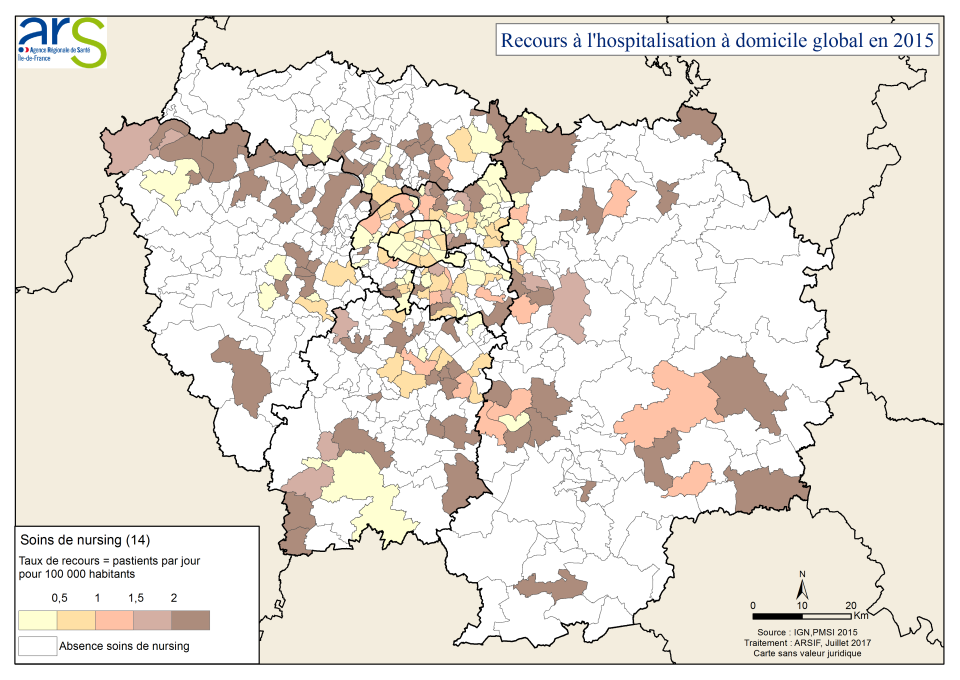 ars
Agence Régionale de Santé
Île-de-France
Recours à l'hospitalisation à domicile global en 2015
Soins de nursing (14)
Taux de recours = pastients par jour
pour 100 000 habitants
0,5 1 1,5 2
Absence soins de nursing
N
0 10 20
Km
Source : IGN,PMSI 2015
Traitement : ARSIF, Juillet 2017
Carte sans valeur juridique